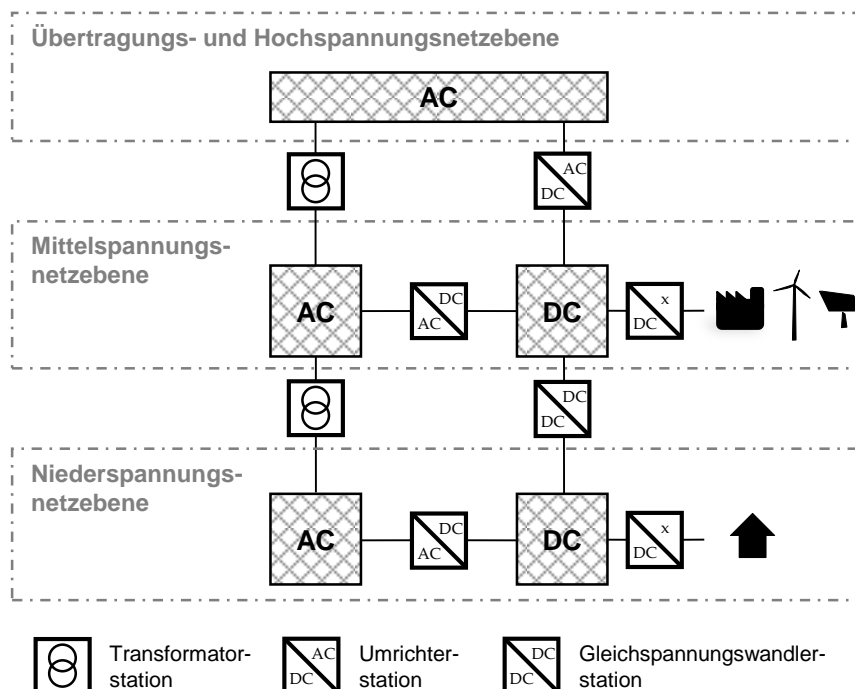 Übertragungs- und Hochspannungsnetzebene
AC
AC
DC
Mittelspannungs-
netzebene
AC
DC
AC
DC
x
DC
DC
DC
Niederspannungs-
netzebene
AC
DC
AC
DC
x
DC
Transformator-
station
AC
DC
Umrichter-
station
DC
DC
Gleichspannungswandler-
station